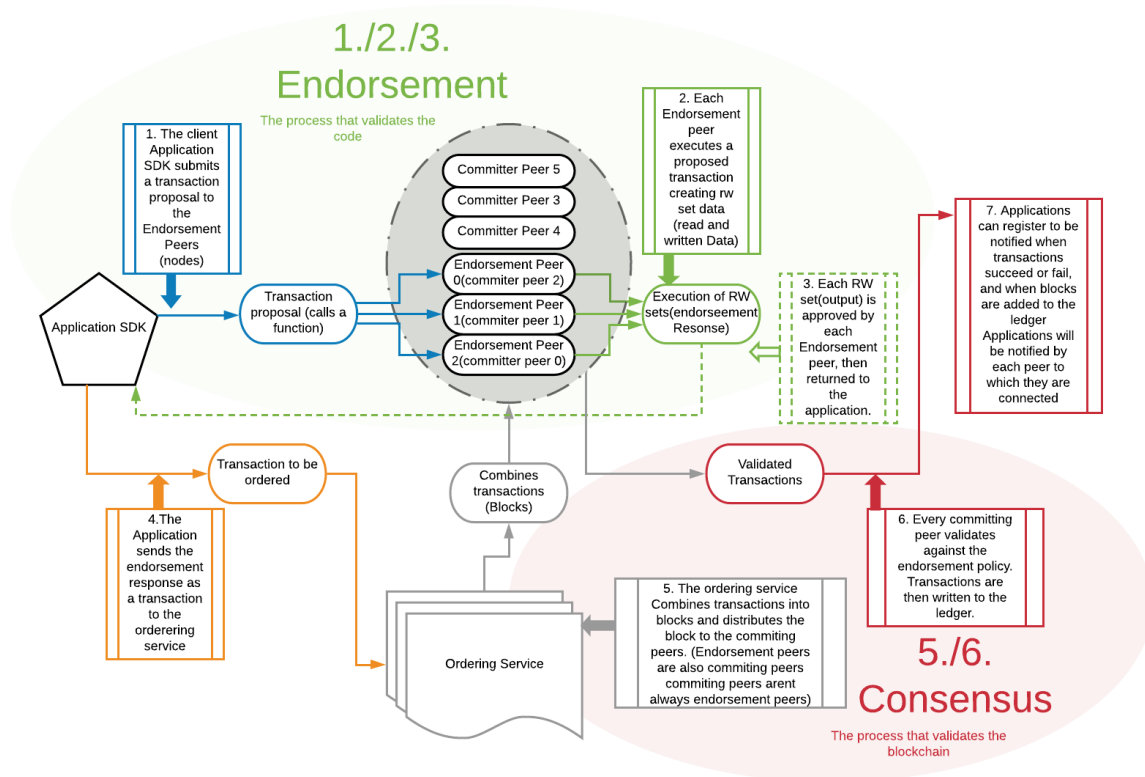 1./2./3.
Endorsement
The process that validates the
code
1. The client
Application
SDK submits
a transaction
proposal to
the
Endorsement
Peers
(nodes)
2. Each
Endorsement
peer
executes a
proposed
transaction
creating rw
set data
(read and
written Data)
Committer Peer 5
Committer Peer 3
Committer Peer 4
Endorsement Peer
0(commiter peer 2)
Endorsement Peer
1(commiter peer 1)
Endorsement Peer
2(committer peer 0)
Application SDK
Transaction
proposal (calls a
function)
Execution of RW
sets(endorseement
Resonse)
3. Each RW
set(output) is
approved by
each
Endorsement
peer, then
returned to
the
application.
7. Applications
can register to be
notified when
transactions
succeed or fail,
and when blocks
are added to the
ledger
Applications will
be notified by
each peer to
which they are
connected
Transaction to be
ordered
Combines
transactions
(Blocks)
Validated
Transactions
4.The
Application
sends the
endorsement
response as
a transaction
to the
orderering
service
6. Every committing
peer validates
against the
endorsement policy.
Transactions are
then written to the
ledger.
5. The ordering service
Combines transactions into
blocks and distributes the
block to the commiting
peers. (Endorsement peers
are also commiting peers
commiting peers arent
always endorsement peers)
Ordering Service
5./6.
Consensus
The process that validates the
blockchain